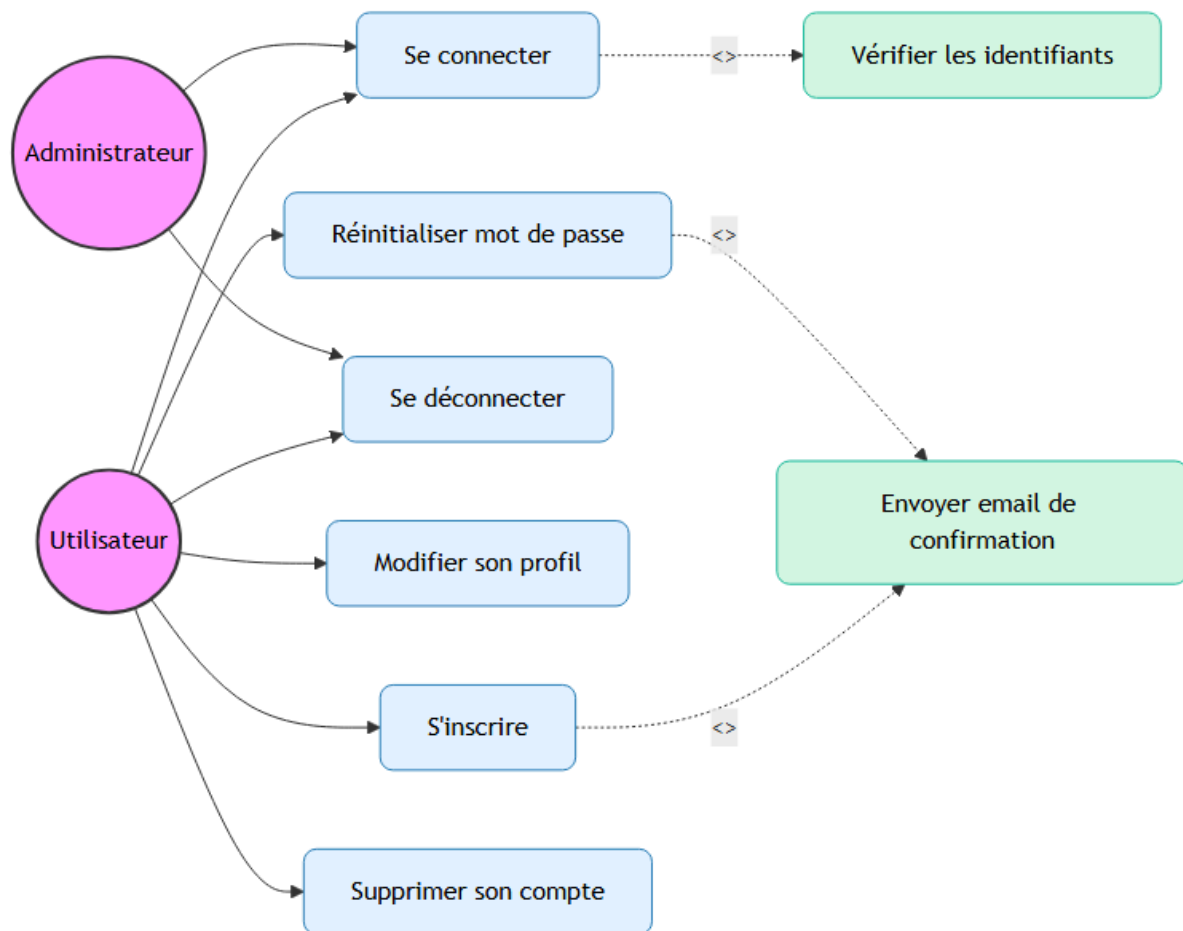 Se connecter
<>
Vérifier les identifiants
Administrateur
Réinitialiser mot de passe
<>
Se déconnecter
Envoyer email de
confirmation
Utilisateur
Modifier son profil
S'inscrire
<>
Supprimer son compte